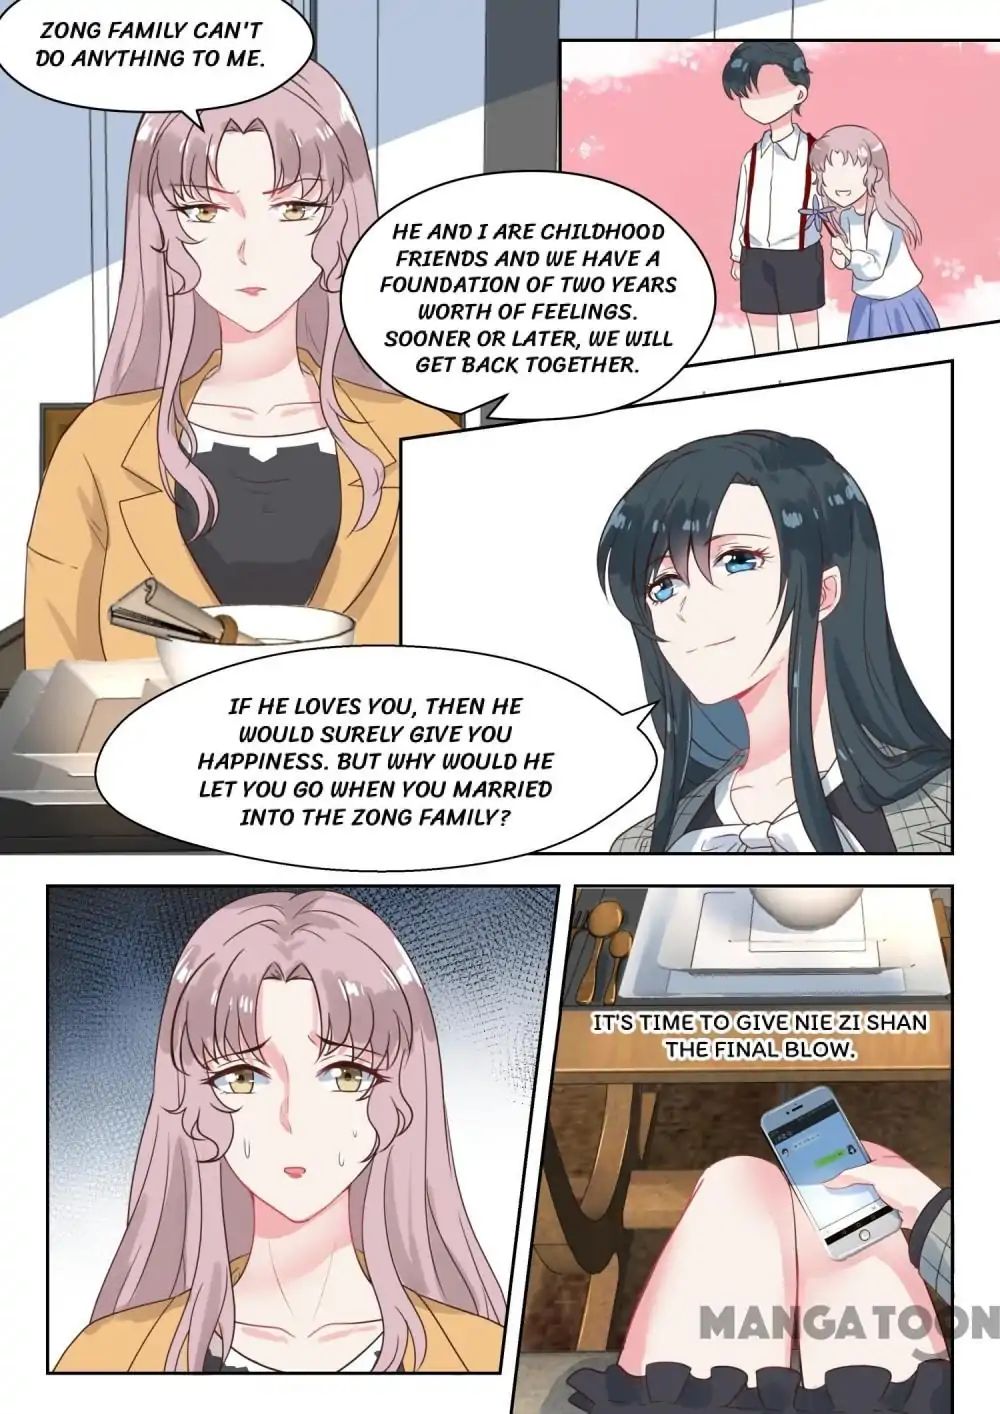 ZONG FAMILY CAN'T
DO ANYTHING TO ME.
HE AND I ARE CHILDHOOD
FRIENDS AND WE HAVE A
FOUNDATION OF TWO YEARS
WORTH OF FEELINGS.
SOONER OR LATER, WE WILL
GET BACK TOGETHER.
IF HE LOVES YOU, THEN HE
WOULD SURELY GIVE YOU
HAPPINESS. BUT WHY WOULD HE
LET YOU GO WHEN YOU MARRIED
INTO THE ZONG FAMILY?
IT'S TIME TO GIVE NIE ZI SHAN
THE FINAL BLOW.
MANGATOON